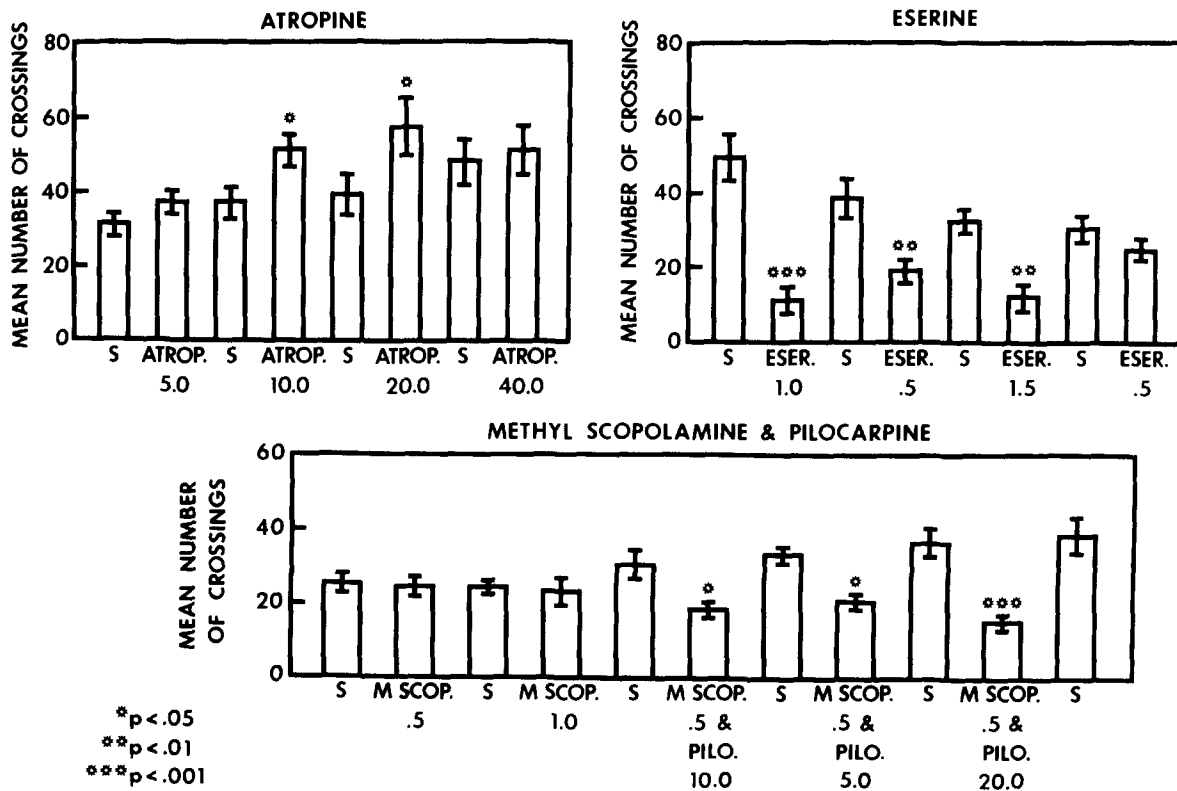 ATROPINE
MEAN NUMBER OF CROSSINGS
80
60
40
20
0
S ATROP. S ATROP. S ATROP. S ATROP.
5.0 10.0 20.0 40.0
ESERINE
MEAN NUMBER OF CROSSINGS
80
60
40
20
0
S ESER. S ESER. S ESER. S ESER.
1.0 .5 1.5 .5
METHYL SCOPOLAMINE & PILOCARPINE
MEAN NUMBER
OF CROSSINGS
60
40
20
0
S M SCOP. S M SCOP. S M SCOP. S M SCOP. S M SCOP. S
.5 1.0 .5 & .5 & .5 &
PILO. PILO. PILO.
10.0 5.0 20.0
*p<.05
**p<.01
***p<.001